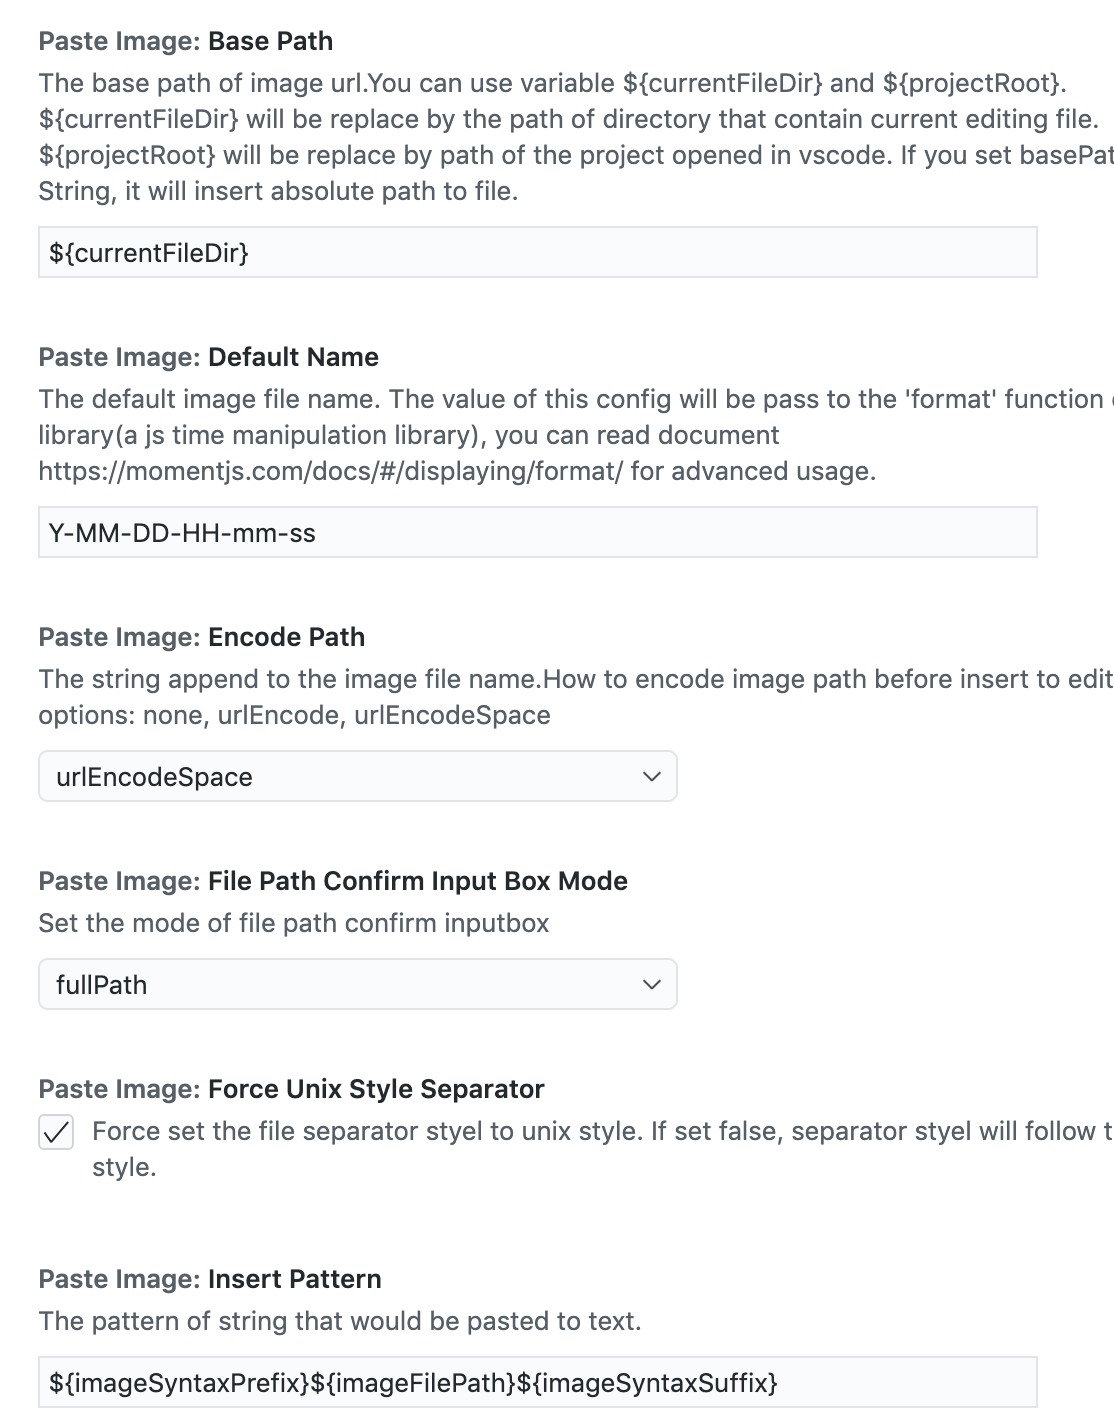 Paste Image: Base Path
The base path of image url.You can use variable ${currentFileDir} and ${projectRoot}.
${currentFileDir} will be replace by the path of directory that contain current editing file.
${projectRoot} will be replace by path of the project opened in vscode. If you set basePat
String, it will insert absolute path to file.
${currentFileDir}
Paste Image: Default Name
The default image file name. The value of this config will be pass to the 'format' function
library(a js time manipulation library), you can read document
https://momentjs.com/docs/#/displaying/format/ for advanced usage.
Y-MM-DD-HH-mm-ss
Paste Image: Encode Path
The string append to the image file name.How to encode image path before insert to edit
options: none, urlEncode, urlEncodeSpace
urlEncodeSpace
Paste Image: File Path Confirm Input Box Mode
Set the mode of file path confirm inputbox
fullPath
Paste Image: Force Unix Style Separator
Force set the file separator styel to unix style. If set false, separator styel will follow t
style.
Paste Image: Insert Pattern
The pattern of string that would be pasted to text.
${imageSyntaxPrefix}${imageFilePath}${imageSyntaxSuffix}